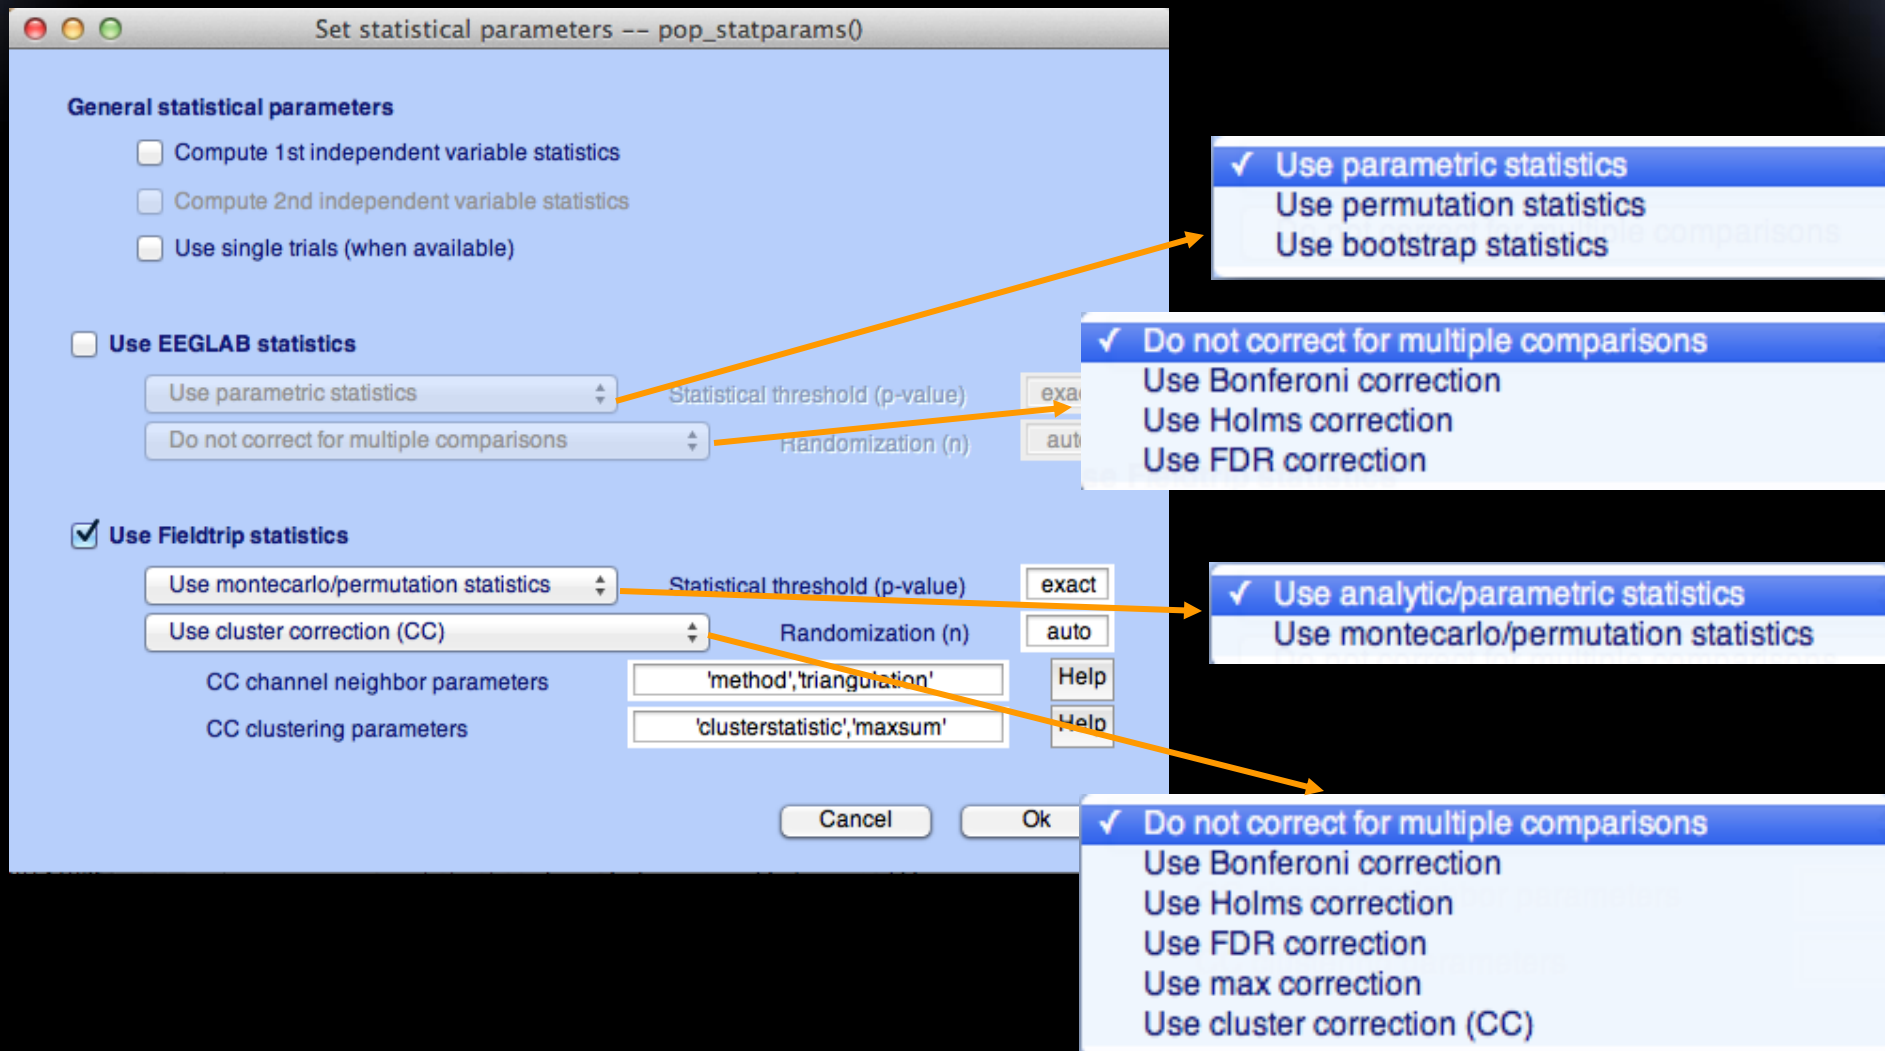 Set statistical parameters -- pop_statparams()
General statistical parameters
Compute 1st independent variable statistics
Compute 2nd independent variable statistics
Use single trials (when available)
Use EEGLAB statistics
Use parametric statistics
Statistical threshold (p-value)
exa
Do not correct for multiple comparisons
Randomization (n)
aut
Use Fieldtrip statistics
Use montecarlo/permutation statistics
Statistical threshold (p-value)
exact
Use cluster correction (CC)
Randomization (n)
auto
CC channel neighbor parameters
'method','triangulation'
Help
CC clustering parameters
'clusterstatistic','maxsum'
Help
Cancel
Ok
✓ Use parametric statistics
Use permutation statistics
Use bootstrap statistics
✓ Do not correct for multiple comparisons
Use Bonferoni correction
Use Holms correction
Use FDR correction
✓ Use analytic/parametric statistics
Use montecarlo/permutation statistics
✓ Do not correct for multiple comparisons
Use Bonferoni correction
Use Holms correction
Use FDR correction
Use max correction
Use cluster correction (CC)